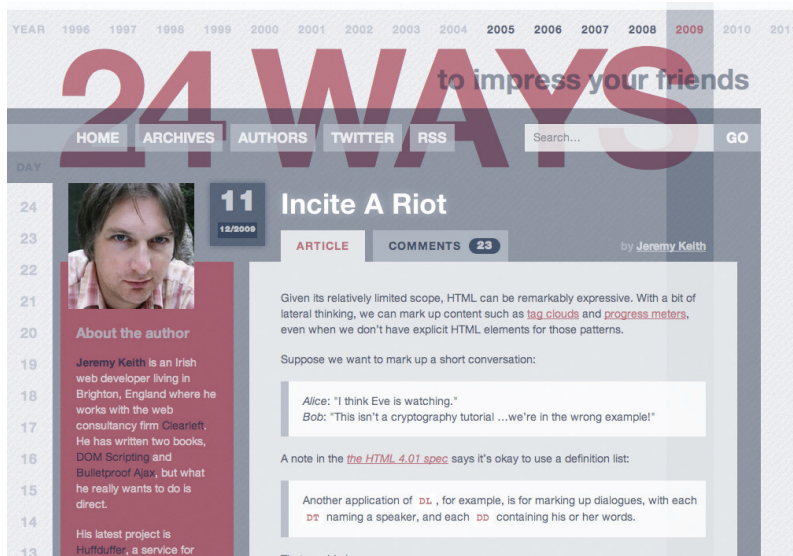 YEAR 1996 1997 1998 1999 2000 2001 2002 2003 2004 2005 2006 2007 2008 2009 2010 201
24 WAYS
to impress your friends
HOME ARCHIVES AUTHORS TWITTER RSS Search... GO
DAY
24
23
22
21
20
19
18
17
16
15
14
13
11
12/2009
Incite A Riot
ARTICLE COMMENTS 23 by Jeremy Keith
About the author
Jeremy Keith is an Irish
web developer living in
Brighton, England where he
works with the web
consultancy firm Clearleft.
He has written two books,
DOM Scripting and
Bulletproof Ajax, but what
he really wants to do is
direct.
His latest project is
Huffduffer, a service for
Given its relatively limited scope, HTML can be remarkably expressive. With a bit of
lateral thinking, we can mark up content such as tag clouds and progress meters,
even when we don't have explicit HTML elements for those patterns.
Suppose we want to mark up a short conversation:
Alice: "I think Eve is watching."
Bob: "This isn't a cryptography tutorial ...we're in the wrong example!"
A note in the the HTML 4.01 spec says it's okay to use a definition list:
Another application of DL , for example, is for marking up dialogues, with each
DT naming a speaker, and each DD containing his or her words.